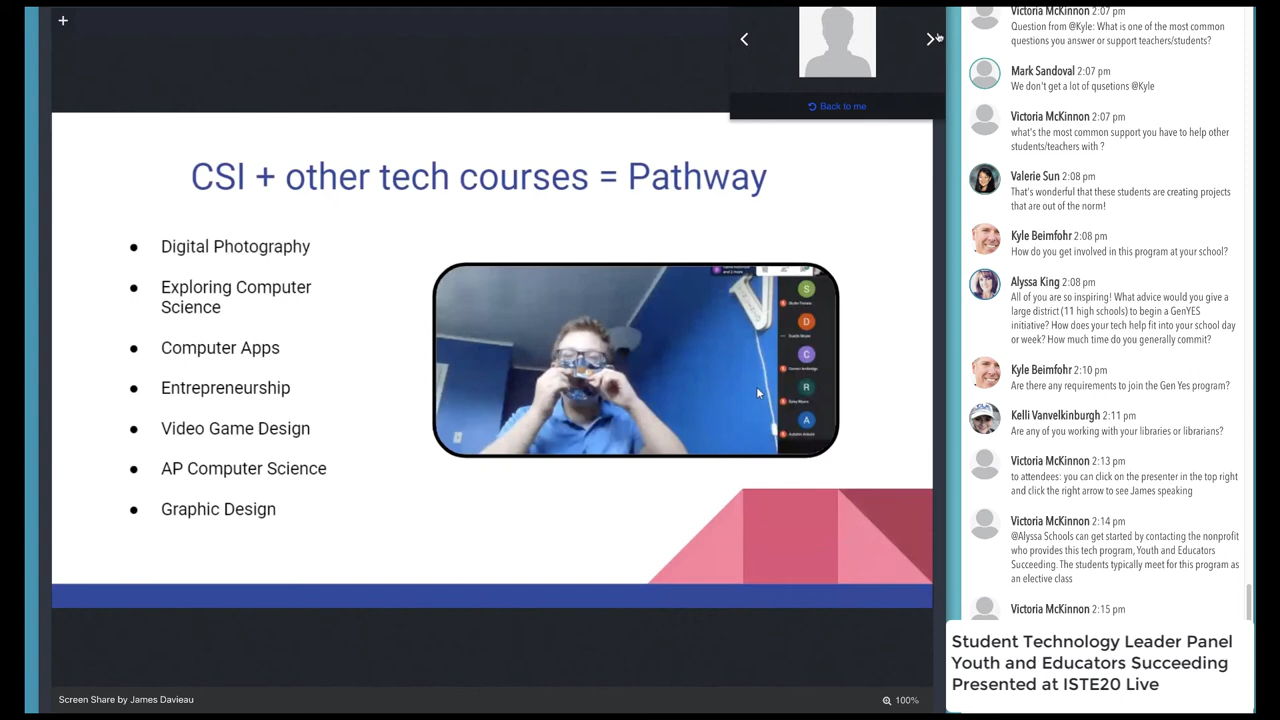 Back to me
CSI + other tech courses = Pathway
Digital Photography
Exploring Computer
Science
Computer Apps
Entrepreneurship
Video Game Design
AP Computer Science
Graphic Design
S
D
C
R
A
Screen Share by James Davieau
100%
Victoria McKinnon 2:07 pm
Question from @Kyle: What is one of the most common
questions you answer or support teachers/students?
Mark Sandoval 2:07 pm
We don't get a lot of qusetions @Kyle
Victoria McKinnon 2:07 pm
what's the most common support you have to help other
students/teachers with ?
Valerie Sun 2:08 pm
That's wonderful that these students are creating projects
that are out of the norm!
Kyle Beimfohr 2:08 pm
How do you get involved in this program at your school?
Alyssa King 2:08 pm
All of you are so inspiring! What advice would you give a
large district (11 high schools) to begin a GenYES
initiative? How does your tech help fit into your school day
or week? How much time do you generally commit?
Kyle Beimfohr 2:10 pm
Are there any requirements to join the Gen Yes program?
Kelli Vanvelkinburgh 2:11 pm
Are any of you working with your libraries or librarians?
Victoria McKinnon 2:13 pm
to attendees: you can click on the presenter in the top right
and click the right arrow to see James speaking
Victoria McKinnon 2:14 pm
@Alyssa Schools can get started by contacting the nonprofit
who provides this tech program, Youth and Educators
Succeeding. The students typically meet for this program as
an elective class
Victoria McKinnon 2:15 pm
Student Technology Leader Panel
Youth and Educators Succeeding
Presented at ISTE20 Live